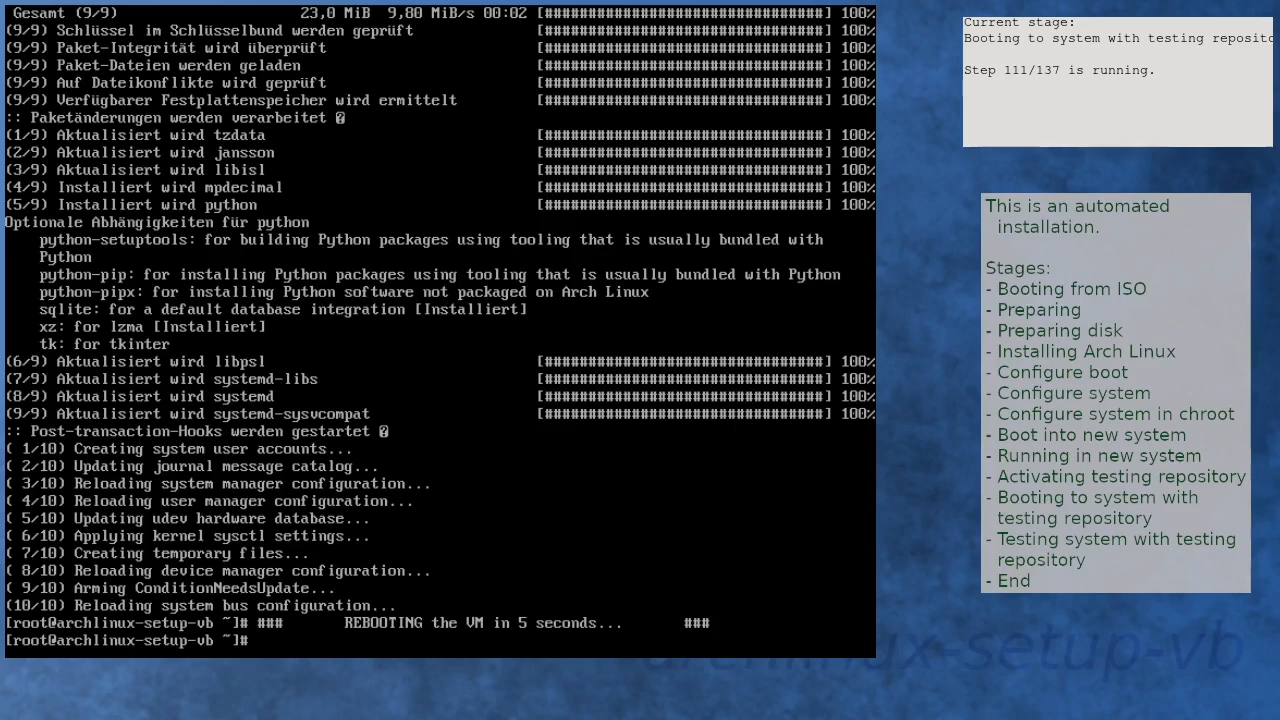 Gesamt (9/9) 23,0 MiB 9,80 MiB/s 00:02 [################################] 100%
(9/9) Schlüssel im Schlüsselbund werden geprüft [################################] 100%
(9/9) Paket-Integrität wird überprüft [################################] 100%
(9/9) Paket-Dateien werden geladen [################################] 100%
(9/9) Auf Dateikonflikte wird geprüft [################################] 100%
(9/9) Verfügbarer Festplattenspeicher wird ermittelt [################################] 100%
:: Paketänderungen werden verarbeitet �
(1/9) Aktualisiert wird tzdata [################################] 100%
(2/9) Aktualisiert wird jansson [################################] 100%
(3/9) Aktualisiert wird libisl [################################] 100%
(4/9) Installiert wird mpdecimal [################################] 100%
(5/9) Installiert wird python [################################] 100%
Optionale Abhängigkeiten für python
python-setuptools: for building Python packages using tooling that is usually bundled with
Python
python-pip: for installing Python packages using tooling that is usually bundled with Python
python-pipx: for installing Python software not packaged on Arch Linux
sqlite: for a default database integration [Installiert]
xz: for lzma [Installiert]
tk: for tkinter
(6/9) Aktualisiert wird libpsl [################################] 100%
(7/9) Aktualisiert wird systemd-libs [################################] 100%
(8/9) Aktualisiert wird systemd [################################] 100%
(9/9) Aktualisiert wird systemd-sysvcompat [################################] 100%
:: Post-transaction-Hooks werden gestartet �
( 1/10) Creating system user accounts...
( 2/10) Updating journal message catalog...
( 3/10) Reloading system manager configuration...
( 4/10) Reloading user manager configuration...
( 5/10) Updating udev hardware database...
( 6/10) Applying kernel sysctl settings...
( 7/10) Creating temporary files...
( 8/10) Reloading device manager configuration...
( 9/10) Arming ConditionNeedsUpdate...
(10/10) Reloading system bus configuration...
[root@archlinux-setup-vb ~]# ### REBOOTING the VM in 5 seconds... ###
[root@archlinux-setup-vb ~]#
Current stage:
Booting to system with testing reposito
Step 111/137 is running.
This is an automated
installation.
Stages:
- Booting from ISO
- Preparing
- Preparing disk
- Installing Arch Linux
- Configure boot
- Configure system
- Configure system in chroot
- Boot into new system
- Running in new system
- Activating testing repository
- Booting to system with
testing repository
- Testing system with testing
repository
- End
archlinux-setup-vb